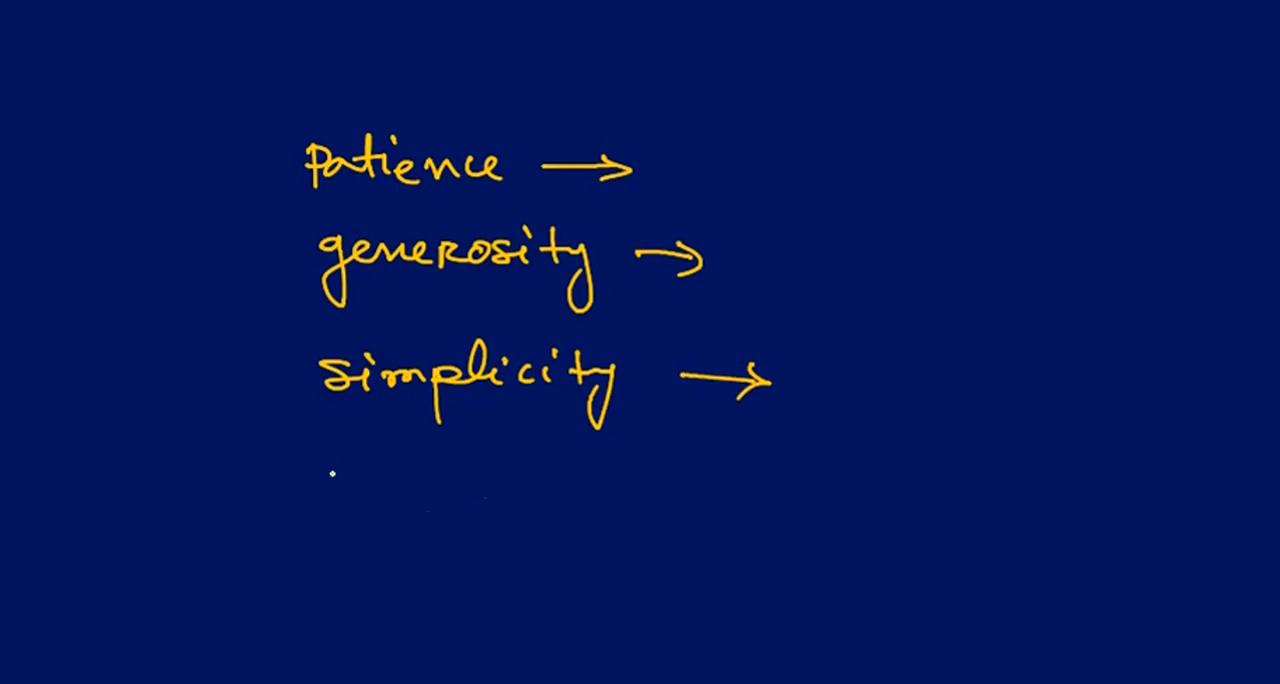 patience →
generosity →
simplicity →